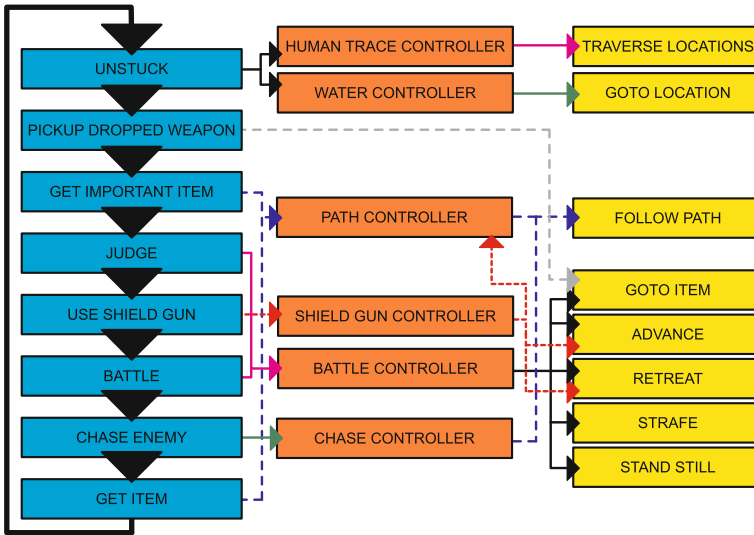 UNSTUCK
PICKUP DROPPED WEAPON
GET IMPORTANT ITEM
JUDGE
USE SHIELD GUN
BATTLE
CHASE ENEMY
GET ITEM
HUMAN TRACE CONTROLLER
WATER CONTROLLER
PATH CONTROLLER
SHIELD GUN CONTROLLER
BATTLE CONTROLLER
CHASE CONTROLLER
TRAVERSE LOCATIONS
GOTO LOCATION
FOLLOW PATH
GOTO ITEM
ADVANCE
RETREAT
STRAFE
STAND STILL